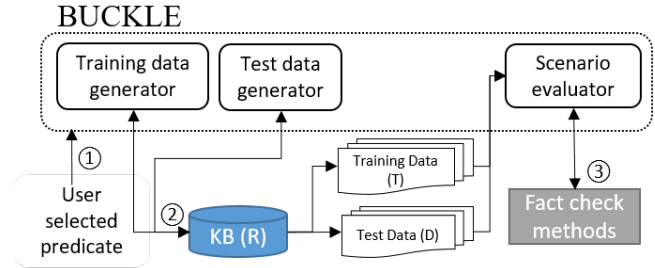 BUCKLE
Training data
generator
Test data
generator
Scenario
evaluator
①
User
selected
predicate
②
KB (R)
Training Data
(T)
Test Data (D)
③
Fact check
methods